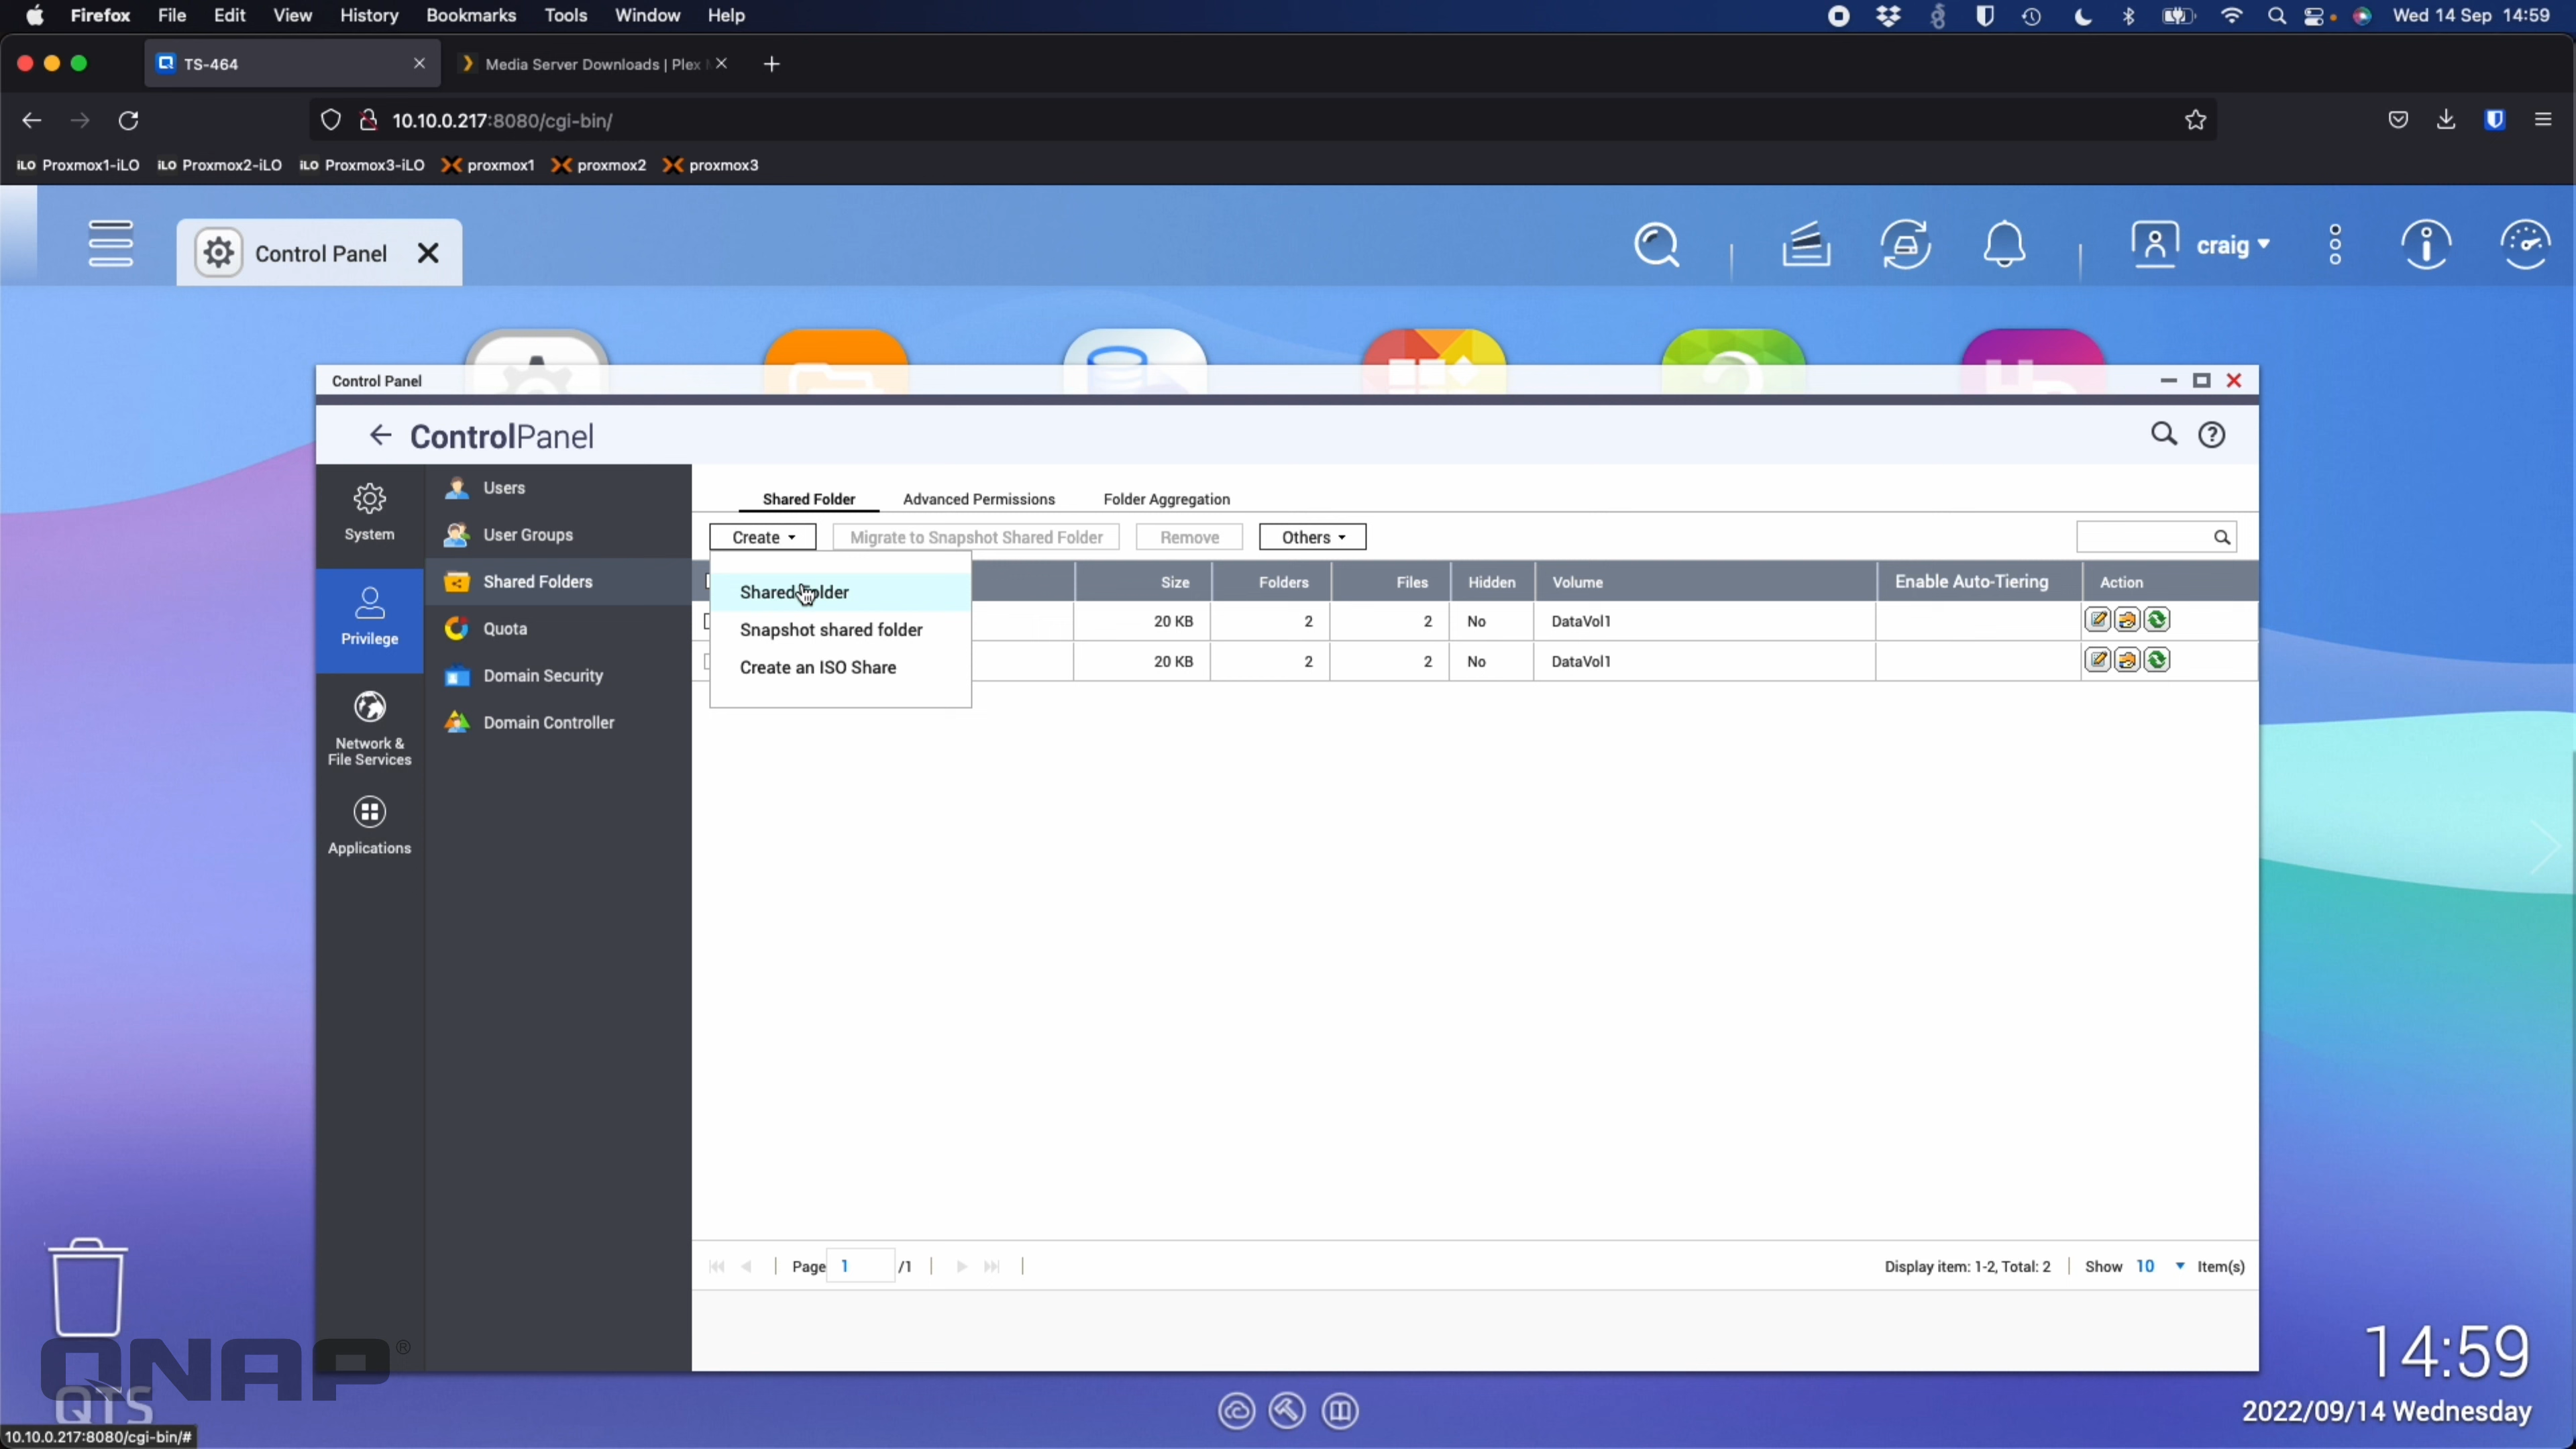 Firefox File Edit View History Bookmarks Tools Window Help Wed 14 Sep 14:59
TS-464 Media Server Downloads | Plex
10.10.0.217:8080/cgi-bin/
iLO Proxmox1-iLO iLO Proxmox2-iLO iLO Proxmox3-iLO proxmox1 proxmox2 proxmox3
Control Panel craig
Control Panel
ControlPanel
System
Privilege
Network &
File Services
Applications
Users
User Groups
Shared Folders
Quota
Domain Security
Domain Controller
Shared Folder Advanced Permissions Folder Aggregation
Create Migrate to Snapshot Shared Folder Remove Others
Shared Folder
Snapshot shared folder
Create an ISO Share
Size Folders Files Hidden Volume Enable Auto-Tiering Action
20 KB 2 2 No DataVol1
20 KB 2 2 No DataVol1
Page 1 /1 Display item: 1-2, Total: 2 Show 10 Item(s)
QNAP®
QTS
10.10.0.217:8080/cgi-bin/#
14:59
2022/09/14 Wednesday